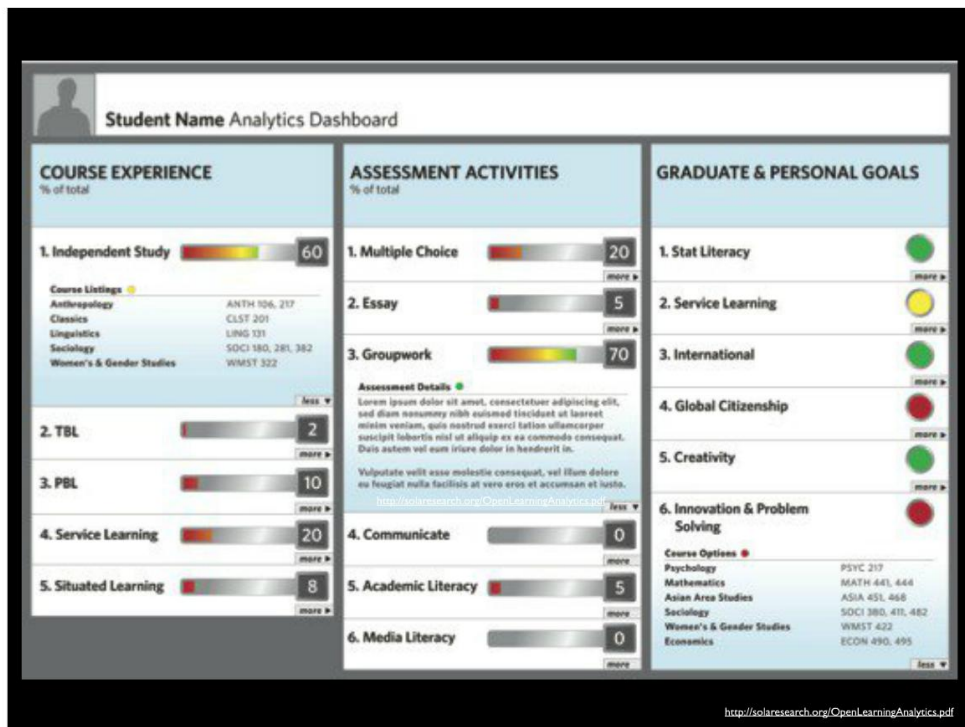 Student Name Analytics Dashboard
COURSE EXPERIENCE
% of total
1. Independent Study 60
Course Listings
Anthropology ANTH 106, 217
Classics CLST 201
Linguistics LING 131
Sociology SOCI 180, 281, 382
Women's & Gender Studies WMST 322
less
2. TBL 2
more
3. PBL 10
more
4. Service Learning 20
more
5. Situated Learning 8
more
ASSESSMENT ACTIVITIES
% of total
1. Multiple Choice 20
more
2. Essay 5
more
3. Groupwork 70
Assessment Details
Lorem ipsum dolor sit amet, consectetuer adipiscing elit,
sed diam nonummy nibh euismod tincidunt ut laoreet
minim veniam, quis nostrud exerci tation ullamcorper
suscipit lobortis nisl ut aliquip ex ea commodo consequat.
Duis autem vel eum iriure dolor in hendrerit in.
Vulputate velit esse molestie consequat, vel illum dolore
eu feugiat nulla facilisis at vero eros et accumsan et iusto.
http://solaresearch.org/OpenLearningAnalytics.pdf
less
4. Communicate 0
more
5. Academic Literacy 5
more
6. Media Literacy 0
more
GRADUATE & PERSONAL GOALS
1. Stat Literacy
more
2. Service Learning
more
3. International
more
4. Global Citizenship
more
5. Creativity
more
6. Innovation & Problem
Solving
Course Options
Psychology PSYC 217
Mathematics MATH 441, 444
Asian Area Studies ASIA 451, 468
Sociology SOCI 380, 411, 482
Women's & Gender Studies WMST 422
Economics ECON 490, 495
less
http://solaresearch.org/OpenLearningAnalytics.pdf